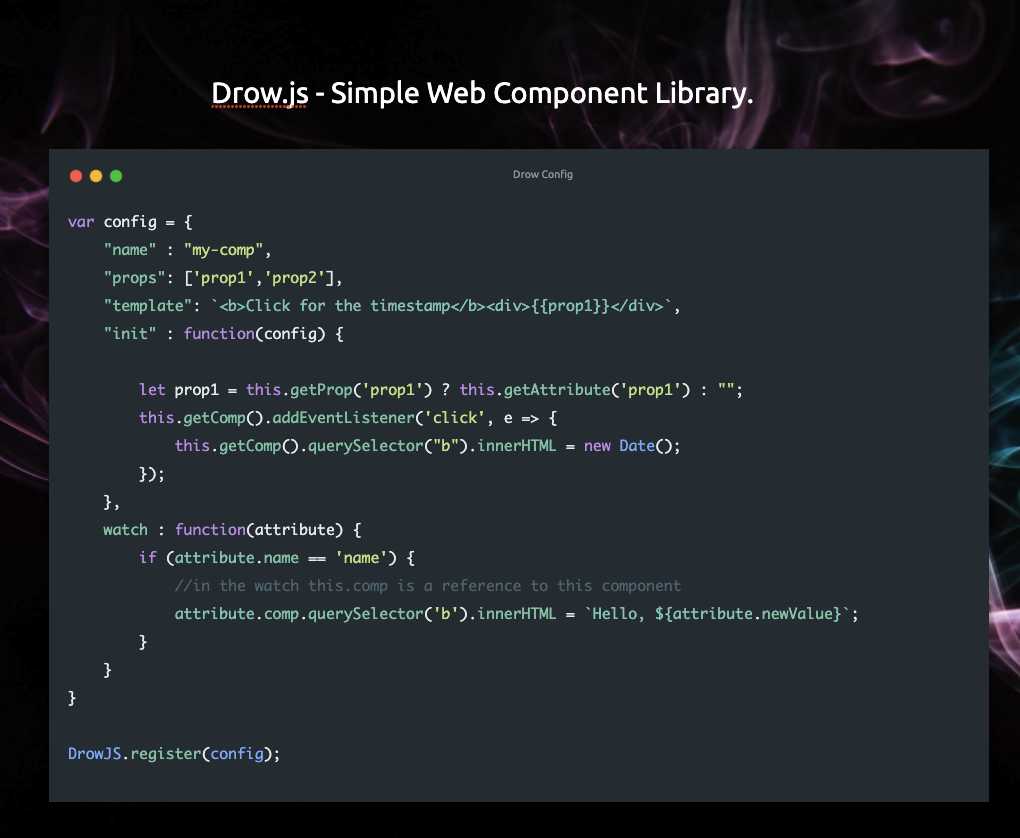 Drow.js - Simple Web Component Library.
Drow Config
var config = {
    "name" : "my-comp",
    "props": ['prop1','prop2'],
    "template": `<b>Click for the timestamp</b><div>{{prop1}}</div>`,
    "init" : function(config) {
        let prop1 = this.getProp('prop1') ? this.getAttribute('prop1') : "";
        this.getComp().addEventListener('click', e => {
            this.getComp().querySelector("b").innerHTML = new Date();
        });
    },
    watch : function(attribute) {
        if (attribute.name == 'name') {
            //in the watch this.comp is a reference to this component
            attribute.comp.querySelector('b').innerHTML = `Hello, ${attribute.newValue}`;
        }
    }
}
DrowJS.register(config);